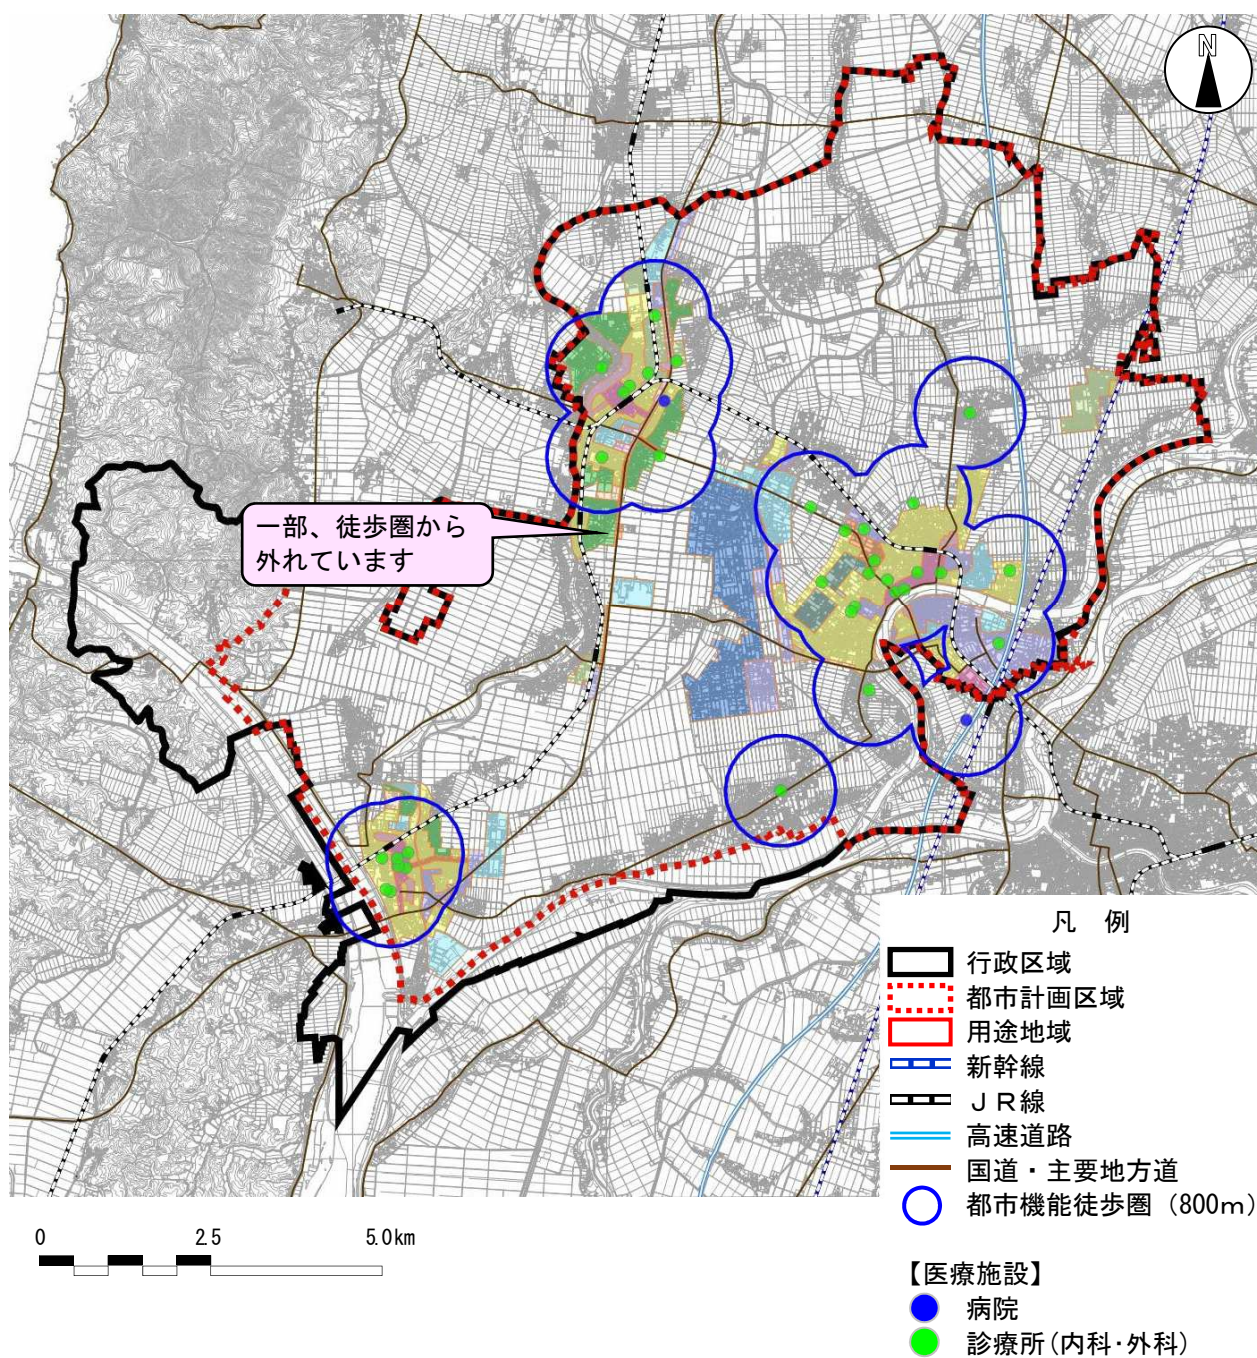 N
一部、徒歩圏から
外れています
凡 例
行政区域
都市計画区域
用途地域
新幹線
ＪＲ線
高速道路
国道・主要地方道
都市機能徒歩圏（800ｍ）
0 2.5 5.0km
【医療施設】
病院
診療所(内科･外科)